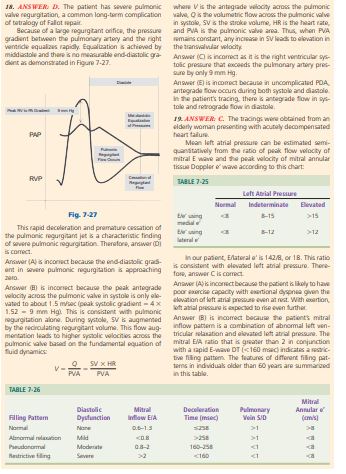 18. ANSWER: D. The patient has severe pulmonic
valve regurgitation, a common long-term complication
of tetralogy of Fallot repair.
Because of a large regurgitant orifice, the pressure
gradient between the pulmonary artery and the right
ventricle equalizes rapidly. Equalization is achieved by
middiastole and there is no measurable end-diastolic gra-
dient as demonstrated in Figure 7-27.
Diastole
Peak RV to PA Gradient 9 mm Hg
Mid-diastolic
Equalization
of Pressures
PAP
Pulmonic
Regurgitant
Flow Occurs
RVP
Cessation of
Regurgitant
Flow
Fig. 7-27
This rapid deceleration and premature cessation of
the pulmonic regurgitant jet is a characteristic finding
of severe pulmonic regurgitation. Therefore, answer (D)
is correct.
Answer (A) is incorrect because the end-diastolic gradi-
ent in severe pulmonic regurgitation is approaching
zero.
Answer (B) is incorrect because the peak antegrade
velocity across the pulmonic valve in systole is only ele-
vated to about 1.5 m/sec (peak systolic gradient = 4 ×
1.52 = 9 mm Hg). This is consistent with pulmonic
regurgitation alone. During systole, SV is augmented
by the recirculating regurgitant volume. This flow aug-
mentation leads to higher systolic velocities across the
pulmonic valve based on the fundamental equation of
fluid dynamics:
V = Q/PVA = SV × HR/PVA
where V is the antegrade velocity across the pulmonic
valve, Q is the volumetric flow across the pulmonic valve
in systole, SV is the stroke volume, HR is the heart rate,
and PVA is the pulmonic valve area. Thus, when PVA
remains constant, any increase in SV leads to elevation in
the transvalvular velocity.
Answer (C) is incorrect as it is the right ventricular sys-
tolic pressure that exceeds the pulmonary artery pres-
sure by only 9 mm Hg.
Answer (E) is incorrect because in uncomplicated PDA,
antegrade flow occurs during both systole and diastole.
In the patient's tracing, there is antegrade flow in sys-
tole and retrograde flow in diastole.
19. ANSWER: C. The tracings were obtained from an
elderly woman presenting with acutely decompensated
heart failure.
Mean left atrial pressure can be estimated semi-
quantitatively from the ratio of peak flow velocity of
mitral E wave and the peak velocity of mitral annular
tissue Doppler e' wave according to this chart:
TABLE 7-25
Left Atrial Pressure
Normal Indeterminate Elevated
E/e' using <8 8–15 >15
medial e'
E/e' using <8 8–12 >12
lateral e'
In our patient, E/lateral e' is 142/8, or 18. This ratio
is consistent with elevated left atrial pressure. There-
fore, answer C is correct.
Answer (A) is incorrect because the patient is likely to have
poor exercise capacity with exertional dyspnea given the
elevation of left atrial pressure even at rest. With exertion,
left atrial pressure is expected to rise even further.
Answer (B) is incorrect because the patient's mitral
inflow pattern is a combination of abnormal left ven-
tricular relaxation and elevated left atrial pressure. The
mitral E/A ratio that is greater than 2 in conjunction
with a rapid E-wave DT (<160 msec) indicates a restric-
tive filling pattern. The features of different filling pat-
terns in individuals older than 60 years are summarized
in this table.
TABLE 7-26
Filling Pattern Diastolic Dysfunction Mitral Inflow E/A Deceleration Time (msec) Pulmonary Vein S/D Mitral Annular e' (cm/s)
Normal None 0.6–1.3 ≤258 >1 >8
Abnormal relaxation Mild <0.8 >258 >1 <8
Pseudonormal Moderate 0.8–2 160–258 <1 <8
Restrictive filling Severe >2 <160 <1 <8